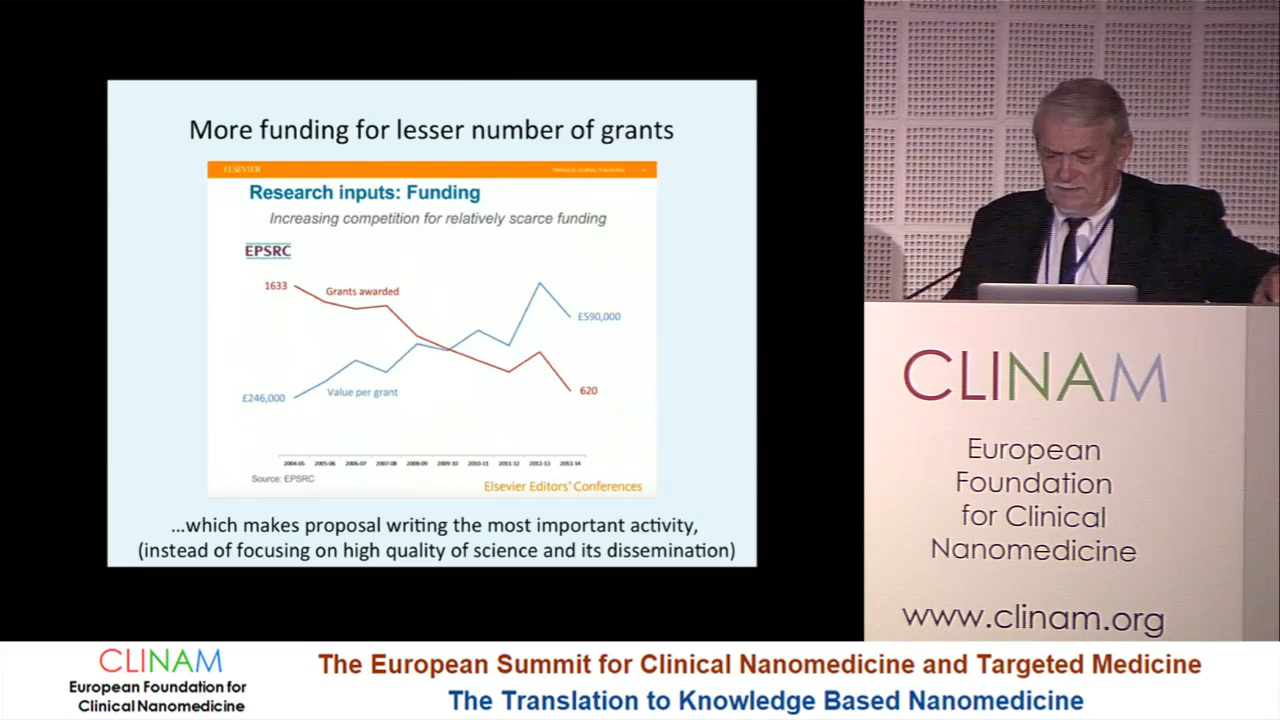 More funding for lesser number of grants
ELSEVIER
Research inputs: Funding
Increasing competition for relatively scarce funding
EPSRC
1633
Grants awarded
£590,000
£246,000
Value per grant
620
2004-05 2005-06 2006-07 2007-08 2008-09 2009-10 2010-11 2011-12 2012-13 2013-14
Source: EPSRC
Elsevier Editors' Conferences
...which makes proposal writing the most important activity,
(instead of focusing on high quality of science and its dissemination)
CLINAM
European
Foundation
for Clinical
Nanomedicine
www.clinam.org
CLINAM
European Foundation for
Clinical Nanomedicine
The European Summit for Clinical Nanomedicine and Targeted Medicine
The Translation to Knowledge Based Nanomedicine